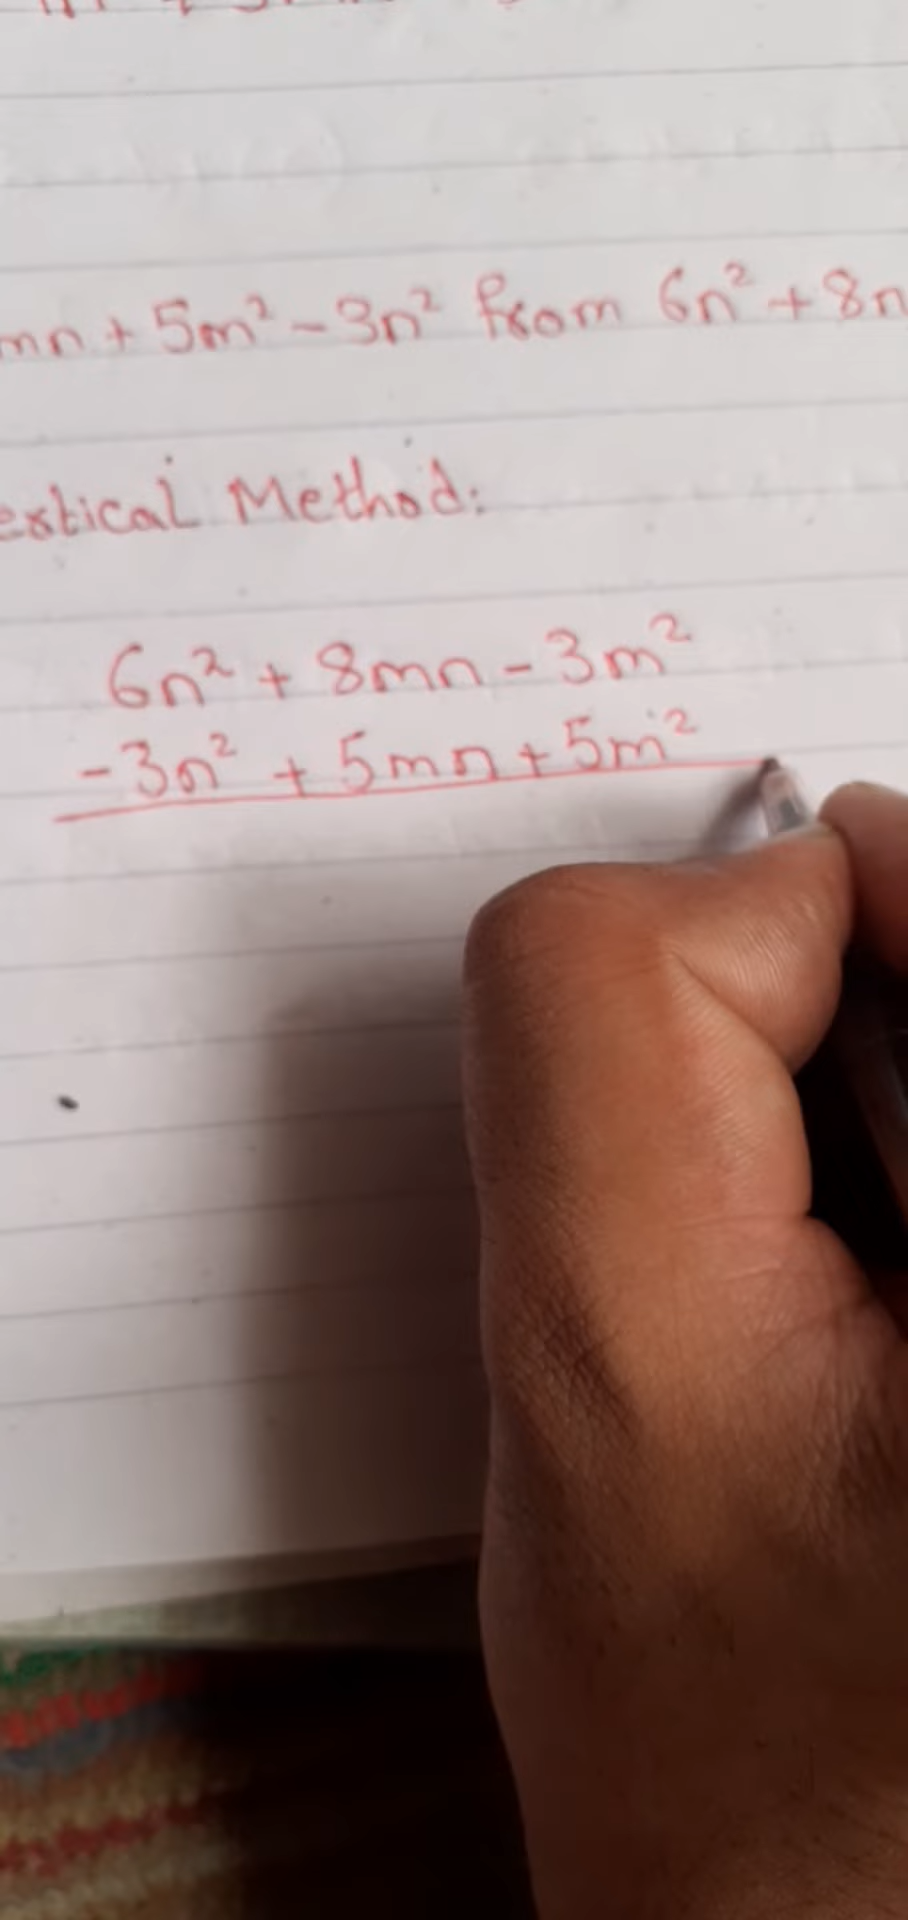 mn + 5m² - 3n² from 6n² + 8n
ertical Method:
6n² + 8mn - 3m²
-3n² + 5mn + 5m²